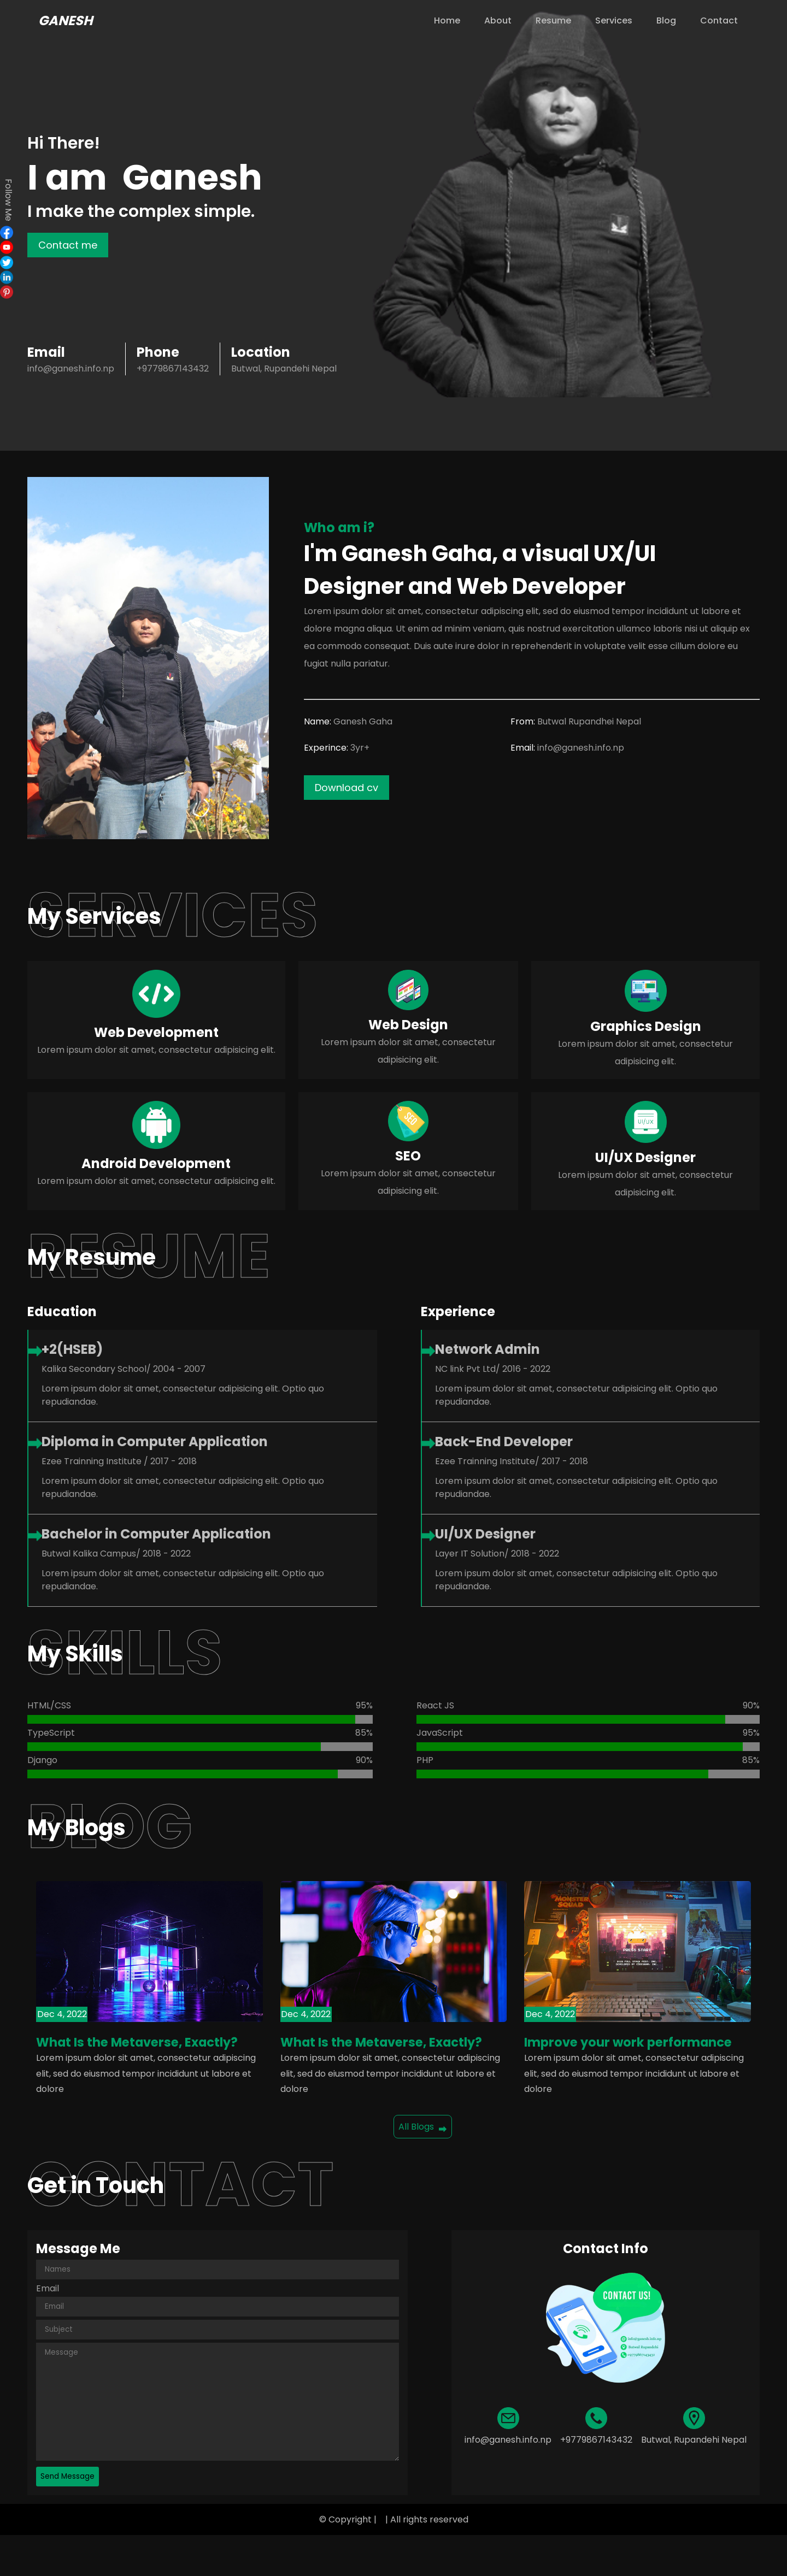 GANESH
Home About Resume Services Blog Contact
Follow Me
Hi There!
I am Ganesh
I make the complex simple.
Contact me
Email Phone Location
info@ganesh.info.np +9779867143432 Butwal, Rupandehi Nepal
Who am i?
I'm Ganesh Gaha, a visual UX/UI
Designer and Web Developer
Lorem ipsum dolor sit amet, consectetur adipiscing elit, sed do eiusmod tempor incididunt ut labore et
dolore magna aliqua. Ut enim ad minim veniam, quis nostrud exercitation ullamco laboris nisi ut aliquip ex
ea commodo consequat. Duis aute irure dolor in reprehenderit in voluptate velit esse cillum dolore eu
fugiat nulla pariatur.
Name: Ganesh Gaha From: Butwal Rupandhei Nepal
Experince: 3yr+ Email: info@ganesh.info.np
Download cv
SERVICES
My Services
Web Development
Lorem ipsum dolor sit amet, consectetur adipisicing elit.
Web Design
Lorem ipsum dolor sit amet, consectetur
adipisicing elit.
Graphics Design
Lorem ipsum dolor sit amet, consectetur
adipisicing elit.
Android Development
Lorem ipsum dolor sit amet, consectetur adipisicing elit.
SEO
SEO
Lorem ipsum dolor sit amet, consectetur
adipisicing elit.
UI/UX
UI/UX Designer
Lorem ipsum dolor sit amet, consectetur
adipisicing elit.
RESUME
My Resume
Education
+2(HSEB)
Kalika Secondary School/ 2004 - 2007
Lorem ipsum dolor sit amet, consectetur adipisicing elit. Optio quo
repudiandae.
Diploma in Computer Application
Ezee Trainning Institute / 2017 - 2018
Lorem ipsum dolor sit amet, consectetur adipisicing elit. Optio quo
repudiandae.
Bachelor in Computer Application
Butwal Kalika Campus/ 2018 - 2022
Lorem ipsum dolor sit amet, consectetur adipisicing elit. Optio quo
repudiandae.
Experience
Network Admin
NC link Pvt Ltd/ 2016 - 2022
Lorem ipsum dolor sit amet, consectetur adipisicing elit. Optio quo
repudiandae.
Back-End Developer
Ezee Trainning Institute/ 2017 - 2018
Lorem ipsum dolor sit amet, consectetur adipisicing elit. Optio quo
repudiandae.
UI/UX Designer
Layer IT Solution/ 2018 - 2022
Lorem ipsum dolor sit amet, consectetur adipisicing elit. Optio quo
repudiandae.
SKILLS
My Skills
HTML/CSS 95% React JS 90%
TypeScript 85% JavaScript 95%
Django 90% PHP 85%
BLOG
My Blogs
Dec 4, 2022
What Is the Metaverse, Exactly?
Lorem ipsum dolor sit amet, consectetur adipiscing
elit, sed do eiusmod tempor incididunt ut labore et
dolore
Dec 4, 2022
What Is the Metaverse, Exactly?
Lorem ipsum dolor sit amet, consectetur adipiscing
elit, sed do eiusmod tempor incididunt ut labore et
dolore
MONSTER
SQUAD
PRESS START
Dec 4, 2022
Improve your work performance
Lorem ipsum dolor sit amet, consectetur adipiscing
elit, sed do eiusmod tempor incididunt ut labore et
dolore
All Blogs
CONTACT
Get in Touch
Message Me
Names
Email
Email
Subject
Message
Send Message
Contact Info
CONTACT
US!
info@ganesh.info.np +9779867143432 Butwal, Rupandehi Nepal
© Copyright | | All rights reserved